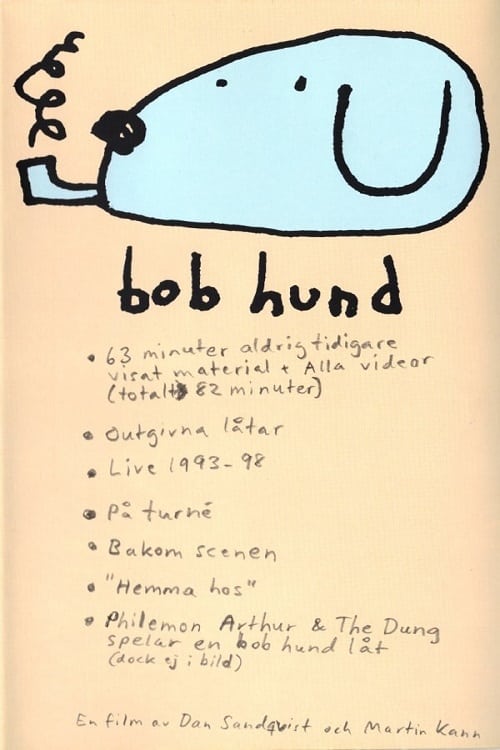 bob hund
• 63 minuter aldrig tidigare
visat material + Alla videor
(totalt 82 minuter)
• Outgivna låtar
• Live 1993-98
• På turné
• Bakom scenen
• "Hemma hos"
• Philemon Arthur & The Dung
spelar en bob hund låt
(dock ej i bild)
En film av Dan Sandqvist och Martin Kann